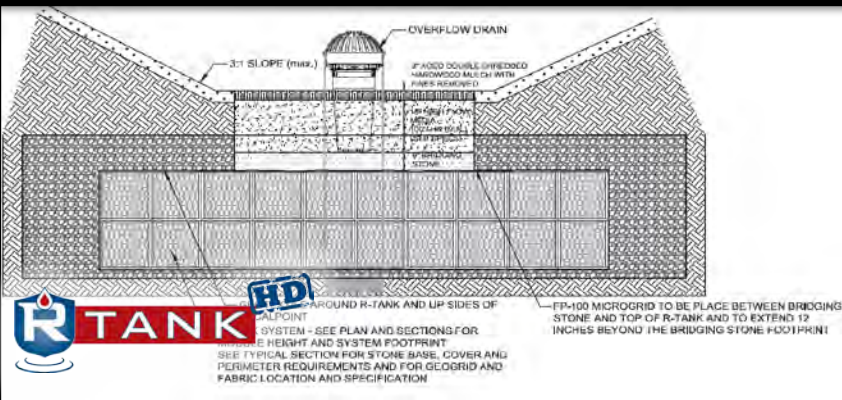 OVERFLOW DRAIN
3:1 SLOPE (max.)
3" AGED DOUBLE SHREDDED
HARDWOOD MULCH WITH
FINES REMOVED
MEDIA
BRIDGING
STONE
AROUND R-TANK AND UP SIDES OF
SYSTEM - SEE PLAN AND SECTIONS FOR
HEIGHT AND SYSTEM FOOTPRINT
SEE TYPICAL SECTION FOR STONE BASE, COVER AND
PERIMETER REQUIREMENTS AND FOR GEOGRID AND
FABRIC LOCATION AND SPECIFICATION
FP-100 MICROGRID TO BE PLACE BETWEEN BRIDGING
STONE AND TOP OF R-TANK AND TO EXTEND 12
INCHES BEYOND THE BRIDGING STONE FOOTPRINT
R TANK HD